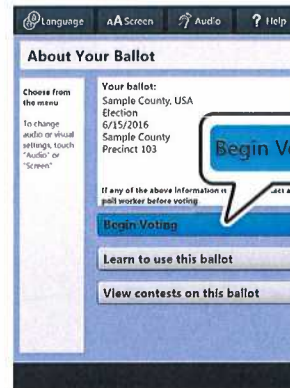 Language
AA Screen
Audio
? Help
About Your Ballot
Choose from
the menu
To change
audio or visual
settings, touch
"Audio" or
"Screen"
Your ballot:
Sample County, USA
Election
6/15/2016
Sample County
Precinct 103
Begin V
If any of the above information
poll worker before voting
Begin Voting
Learn to use this ballot
View contests on this ballot